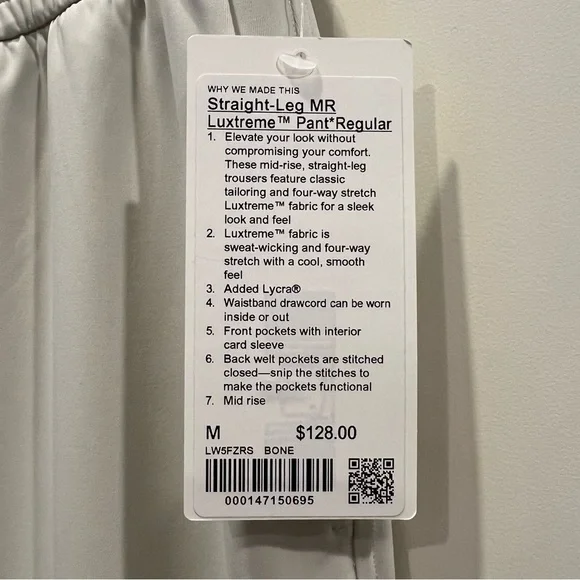 WHY WE MADE THIS
Straight-Leg MR
Luxtreme™ Pant*Regular
1. Elevate your look without
compromising your comfort.
These mid-rise, straight-leg
trousers feature classic
tailoring and four-way stretch
Luxtreme™ fabric for a sleek
look and feel
2. Luxtreme™ fabric is
sweat-wicking and four-way
stretch with a cool, smooth
feel
3. Added Lycra®
4. Waistband drawcord can be worn
inside or out
5. Front pockets with interior
card sleeve
6. Back welt pockets are stitched
closed—snip the stitches to
make the pockets functional
7. Mid rise
M $128.00
LW5FZRS BONE
000147150695